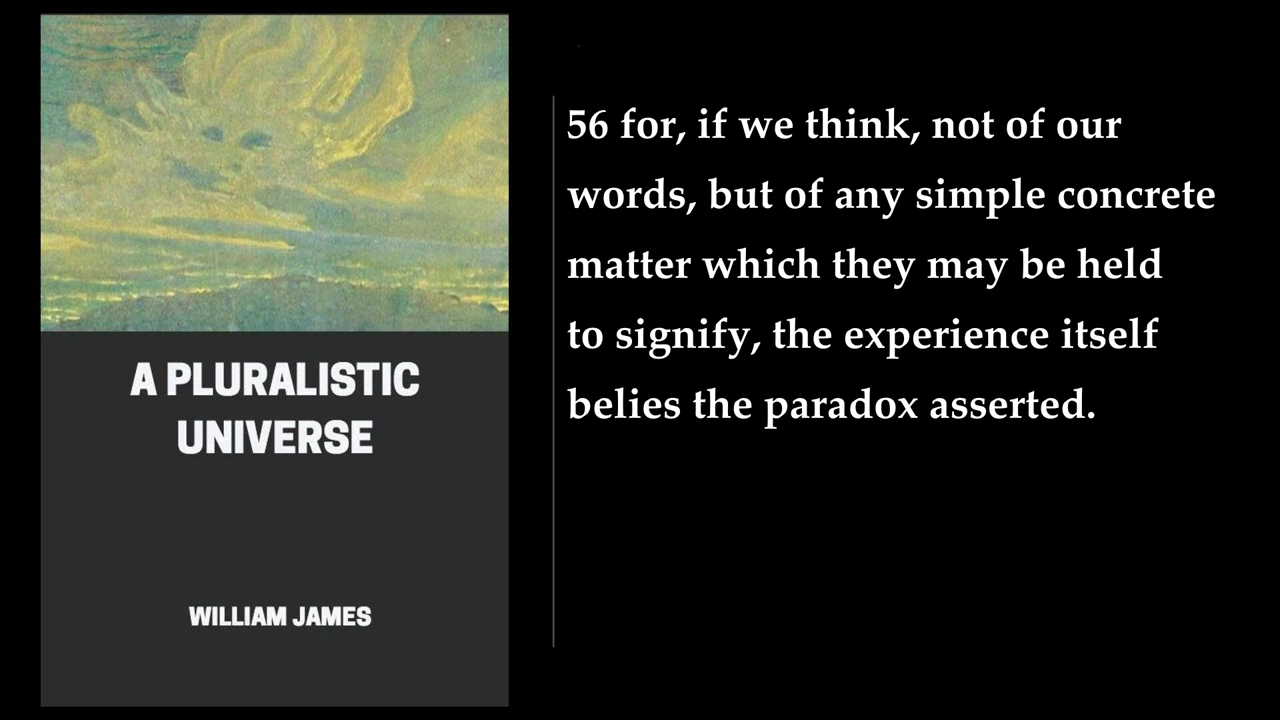 A PLURALISTIC
UNIVERSE
WILLIAM JAMES
56 for, if we think, not of our
words, but of any simple concrete
matter which they may be held
to signify, the experience itself
belies the paradox asserted.